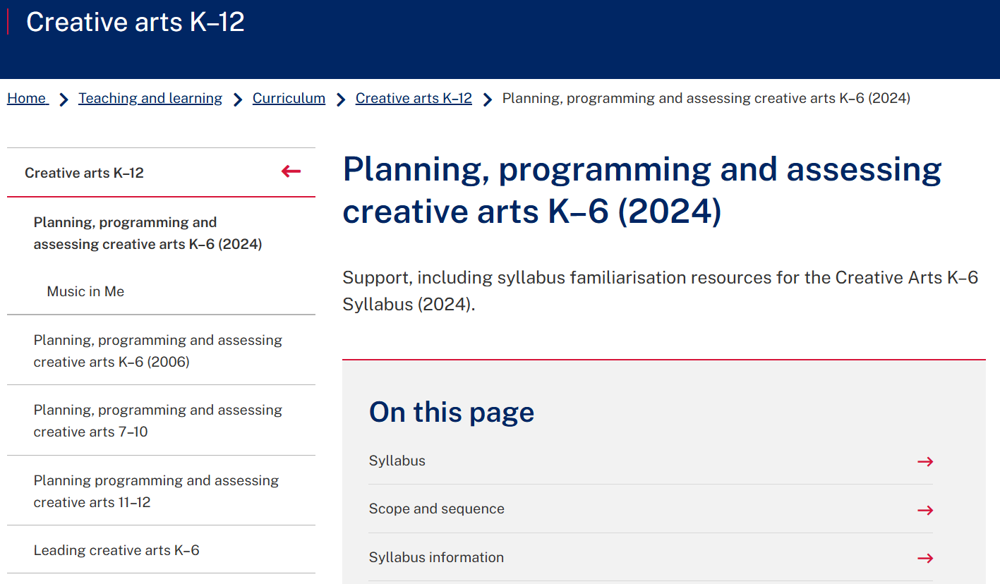 Creative arts K–12
Home
Teaching and learning
Curriculum
Creative arts K–12
Planning, programming and assessing creative arts K–6 (2024)
Creative arts K–12
Planning, programming and
assessing creative arts K–6 (2024)
Music in Me
Planning, programming and assessing
creative arts K–6 (2006)
Planning, programming and assessing
creative arts 7–10
Planning programming and assessing
creative arts 11–12
Leading creative arts K–6
Planning, programming and assessing
creative arts K–6 (2024)
Support, including syllabus familiarisation resources for the Creative Arts K–6
Syllabus (2024).
On this page
Syllabus
Scope and sequence
Syllabus information